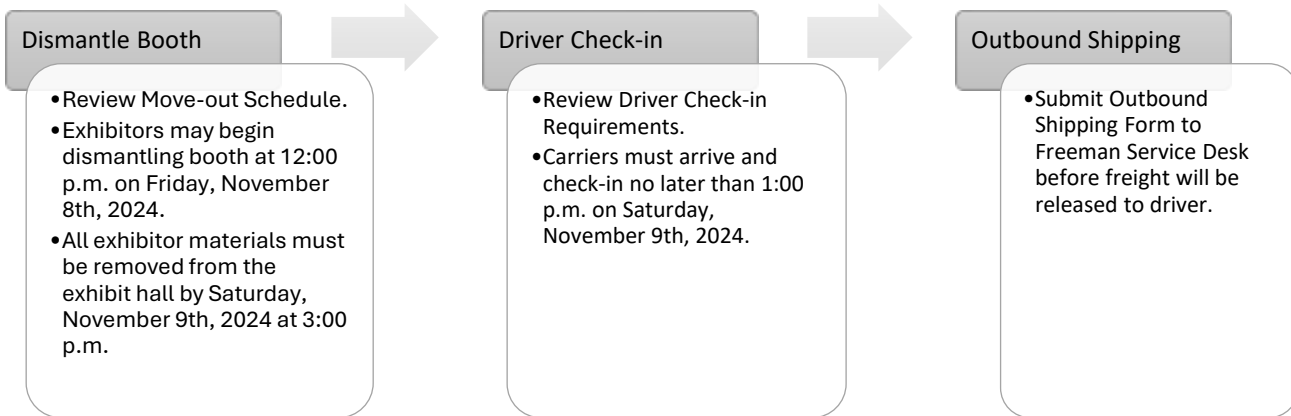 Dismantle Booth
•Review Move-out Schedule.
•Exhibitors may begin
dismantling booth at 12:00
p.m. on Friday, November
8th, 2024.
•All exhibitor materials must
be removed from the
exhibit hall by Saturday,
November 9th, 2024 at 3:00
p.m.
Driver Check-in
•Review Driver Check-in
Requirements.
•Carriers must arrive and
check-in no later than 1:00
p.m. on Saturday,
November 9th, 2024.
Outbound Shipping
•Submit Outbound
Shipping Form to
Freeman Service Desk
before freight will be
released to driver.